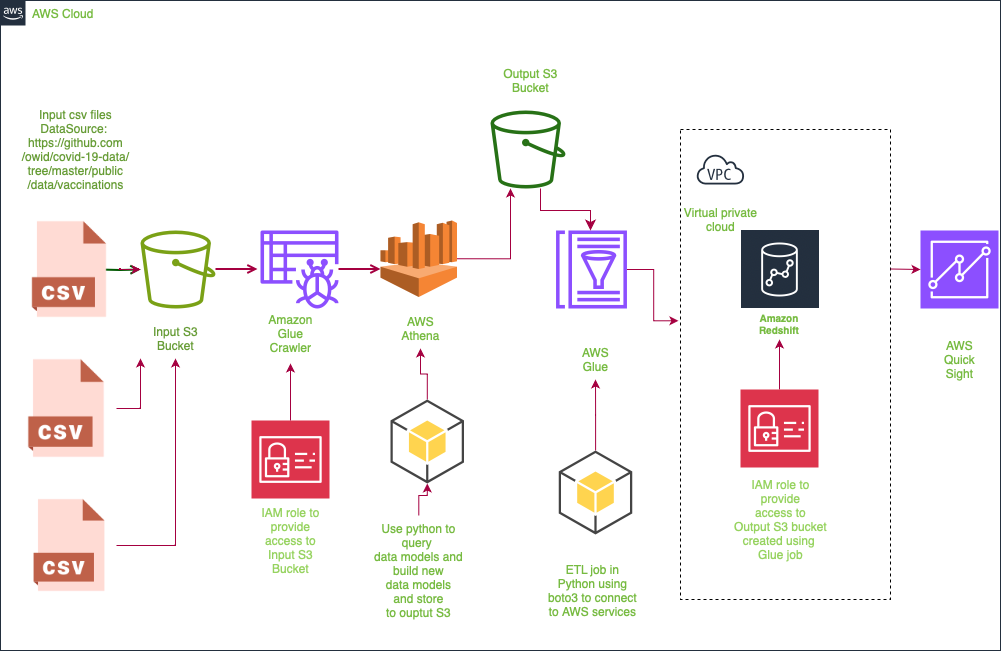 aws
AWS Cloud
Output S3
Bucket
Input csv files
DataSource:
https://github.com
/owid/covid-19-data/
tree/master/public
/data/vaccinations
VPC
Virtual private
cloud
CSV
Input S3
Bucket
Amazon
Glue
Crawler
AWS
Athena
AWS
Glue
Amazon
Redshift
AWS
Quick
Sight
CSV
CSV
IAM role to
provide
access to
Input S3
Bucket
Use python to
query
data models and
build new
data models
and store
to ouptut S3
ETL job in
Python using
boto3 to connect
to AWS services
IAM role to
provide
access to
Output S3 bucket
created using
Glue job